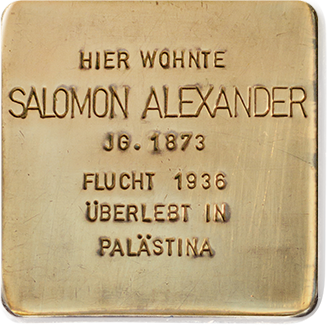 HIER WOHNTE
SALOMON ALEXANDER
JG. 1873
FLUCHT 1936
ÜBERLEBT IN
PALÄSTINA